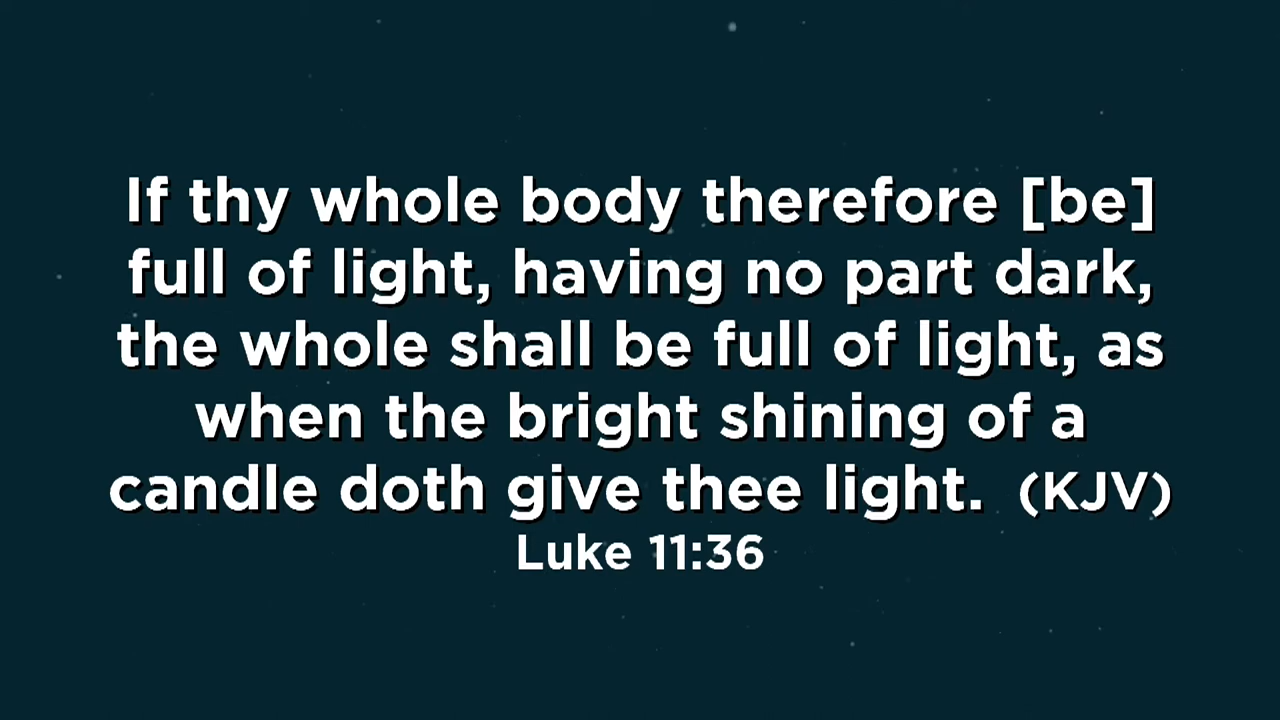 If thy whole body therefore [be]
full of light, having no part dark,
the whole shall be full of light, as
when the bright shining of a
candle doth give thee light.  (KJV)
Luke 11:36